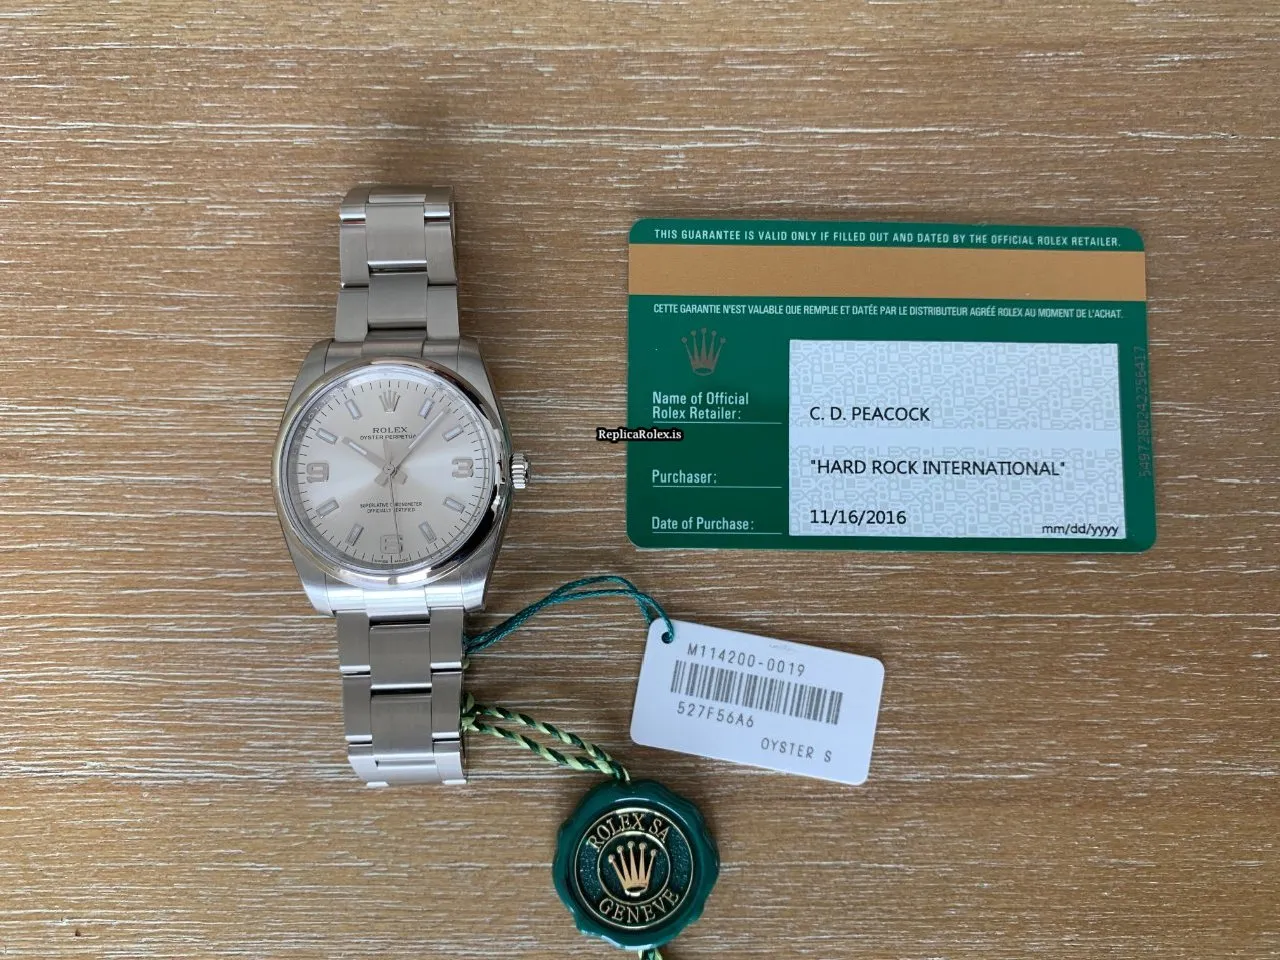 THIS GUARANTEE IS VALID ONLY IF FILLED OUT AND DATED BY THE OFFICIAL ROLEX RETAILER.
CETTE GARANTIE N'EST VALABLE QUE REMPLIE ET DATÉE PAR LE DISTRIBUTEUR AGRÉÉ ROLEX AU MOMENT DE L'ACHAT.
Name of Official
Rolex Retailer:
C. D. PEACOCK
Purchaser:
"HARD ROCK INTERNATIONAL"
Date of Purchase:
11/16/2016
mm/dd/yyyy
ReplicaRolex.is
ROLEX
OYSTER PERPETUAL
9
3
6
SUPERLATIVE CHRONOMETER
OFFICIALLY CERTIFIED
M114200-0019
527F56A6
OYSTER S
ROLEX SA
GENEVE